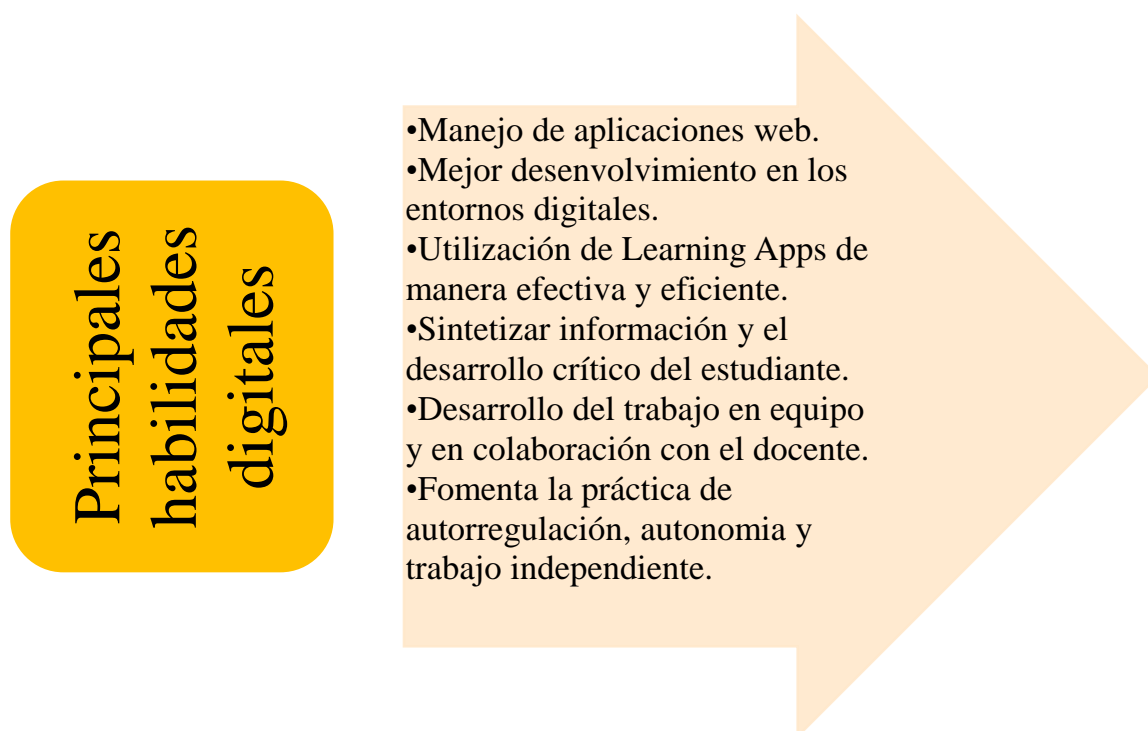 Principales
habilidades
digitales
•Manejo de aplicaciones web.
•Mejor desenvolvimiento en los
entornos digitales.
•Utilización de Learning Apps de
manera efectiva y eficiente.
•Sintetizar información y el
desarrollo crítico del estudiante.
•Desarrollo del trabajo en equipo
y en colaboración con el docente.
•Fomenta la práctica de
autorregulación, autonomia y
trabajo independiente.